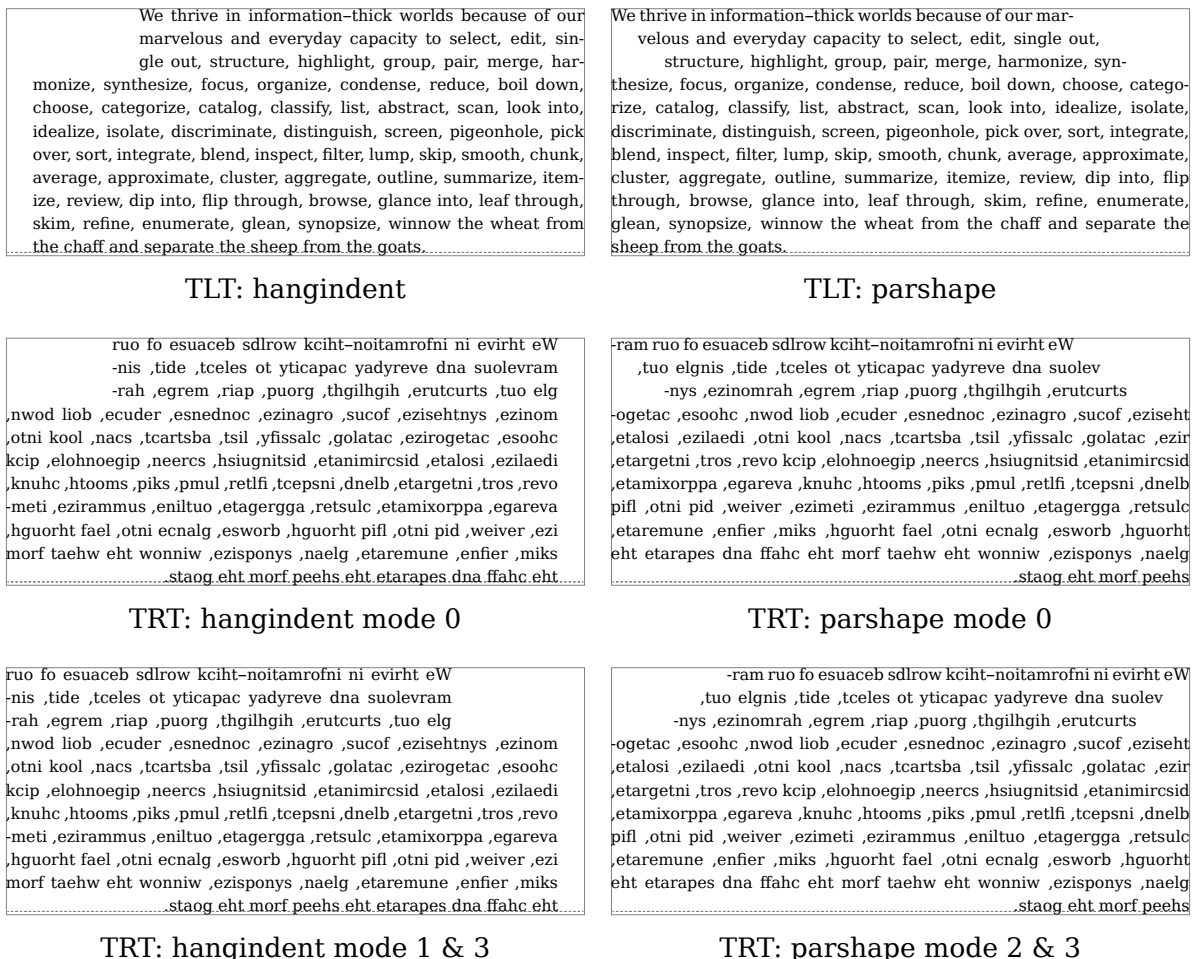 We thrive in information–thick worlds because of our
marvelous and everyday capacity to select, edit, sin-
gle out, structure, highlight, group, pair, merge, har-
monize, synthesize, focus, organize, condense, reduce, boil down,
choose, categorize, catalog, classify, list, abstract, scan, look into,
idealize, isolate, discriminate, distinguish, screen, pigeonhole, pick
over, sort, integrate, blend, inspect, filter, lump, skip, smooth, chunk,
average, approximate, cluster, aggregate, outline, summarize, item-
ize, review, dip into, flip through, browse, glance into, leaf through,
skim, refine, enumerate, glean, synopsize, winnow the wheat from
the chaff and separate the sheep from the goats.
TLT: hangindent
We thrive in information–thick worlds because of our mar-
velous and everyday capacity to select, edit, single out,
structure, highlight, group, pair, merge, harmonize, syn-
thesize, focus, organize, condense, reduce, boil down, choose, catego-
rize, catalog, classify, list, abstract, scan, look into, idealize, isolate,
discriminate, distinguish, screen, pigeonhole, pick over, sort, integrate,
blend, inspect, filter, lump, skip, smooth, chunk, average, approximate,
cluster, aggregate, outline, summarize, itemize, review, dip into, flip
through, browse, glance into, leaf through, skim, refine, enumerate,
glean, synopsize, winnow the wheat from the chaff and separate the
sheep from the goats.
TLT: parshape
ruo fo esuaceb sdlrow kciht–noitamrofni ni evirht eW
-nis ,tide ,tceles ot yticapac yadyreve dna suolevram
-rah ,egrem ,riap ,puorg ,thgilhgih ,erutcurts ,tuo elg
,nwod liob ,ecuder ,esnednoc ,ezinagro ,sucof ,ezisehtnys ,ezinom
,otni kool ,nacs ,tcartsba ,tsil ,yfissalc ,golatac ,ezirogetac ,esoohc
kcip ,elohnoegip ,neercs ,hsiugnitsid ,etanimircsid ,etalosi ,ezilaedi
,knuhc ,htooms ,piks ,pmul ,retlfi ,tcepsni ,dnelb ,etargetni ,tros ,revo
-meti ,ezirammus ,eniltuo ,etagergga ,retsulc ,etamixorppa ,egareva
,hguorht fael ,otni ecnalg ,esworb ,hguorht pifl ,otni pid ,weiver ,ezi
morf taehw eht wonniw ,ezisponys ,naelg ,etaremune ,enfier ,miks
.staog eht morf peehs eht etarapes dna ffahc eht
TRT: hangindent mode 0
-ram ruo fo esuaceb sdlrow kciht–noitamrofni ni evirht eW
,tuo elgnis ,tide ,tceles ot yticapac yadyreve dna suolev
-nys ,ezinomrah ,egrem ,riap ,puorg ,thgilhgih ,erutcurts
-ogetac ,esoohc ,nwod liob ,ecuder ,esnednoc ,ezinagro ,sucof ,eziseht
,etalosi ,ezilaedi ,otni kool ,nacs ,tcartsba ,tsil ,yfissalc ,golatac ,ezir
,etargetni ,tros ,revo kcip ,elohnoegip ,neercs ,hsiugnitsid ,etanimircsid
,etamixorppa ,egareva ,knuhc ,htooms ,piks ,pmul ,retlfi ,tcepsni ,dnelb
pifl ,otni pid ,weiver ,ezimeti ,ezirammus ,eniltuo ,etagergga ,retsulc
,etaremune ,enfier ,miks ,hguorht fael ,otni ecnalg ,esworb ,hguorht
eht etarapes dna ffahc eht morf taehw eht wonniw ,ezisponys ,naelg
.staog eht morf peehs
TRT: parshape mode 0
ruo fo esuaceb sdlrow kciht–noitamrofni ni evirht eW
-nis ,tide ,tceles ot yticapac yadyreve dna suolevram
-rah ,egrem ,riap ,puorg ,thgilhgih ,erutcurts ,tuo elg
,nwod liob ,ecuder ,esnednoc ,ezinagro ,sucof ,ezisehtnys ,ezinom
,otni kool ,nacs ,tcartsba ,tsil ,yfissalc ,golatac ,ezirogetac ,esoohc
kcip ,elohnoegip ,neercs ,hsiugnitsid ,etanimircsid ,etalosi ,ezilaedi
,knuhc ,htooms ,piks ,pmul ,retlfi ,tcepsni ,dnelb ,etargetni ,tros ,revo
-meti ,ezirammus ,eniltuo ,etagergga ,retsulc ,etamixorppa ,egareva
,hguorht fael ,otni ecnalg ,esworb ,hguorht pifl ,otni pid ,weiver ,ezi
morf taehw eht wonniw ,ezisponys ,naelg ,etaremune ,enfier ,miks
.staog eht morf peehs eht etarapes dna ffahc eht
TRT: hangindent mode 1 & 3
-ram ruo fo esuaceb sdlrow kciht–noitamrofni ni evirht eW
,tuo elgnis ,tide ,tceles ot yticapac yadyreve dna suolev
-nys ,ezinomrah ,egrem ,riap ,puorg ,thgilhgih ,erutcurts
-ogetac ,esoohc ,nwod liob ,ecuder ,esnednoc ,ezinagro ,sucof ,eziseht
,etalosi ,ezilaedi ,otni kool ,nacs ,tcartsba ,tsil ,yfissalc ,golatac ,ezir
,etargetni ,tros ,revo kcip ,elohnoegip ,neercs ,hsiugnitsid ,etanimircsid
,etamixorppa ,egareva ,knuhc ,htooms ,piks ,pmul ,retlfi ,tcepsni ,dnelb
pifl ,otni pid ,weiver ,ezimeti ,ezirammus ,eniltuo ,etagergga ,retsulc
,etaremune ,enfier ,miks ,hguorht fael ,otni ecnalg ,esworb ,hguorht
eht etarapes dna ffahc eht morf taehw eht wonniw ,ezisponys ,naelg
.staog eht morf peehs
TRT: parshape mode 2 & 3